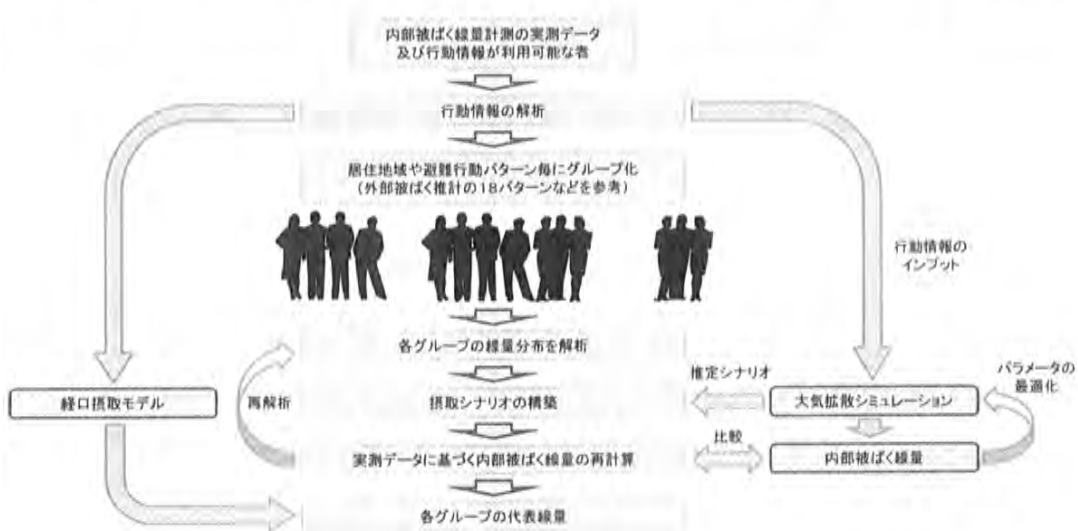 内部被ばく線量計測の実測データ
及び行動情報が利用可能な者
行動情報の解析
居住地域や避難行動パターン毎にグループ化
(外部被ばく推計の18パターンなどを参考)
行動情報の
インプット
各グループの線量分布を解析
経口摂取モデル
再解析
摂取シナリオの構築
推定シナリオ
大気拡散シミュレーション
パラメータの
最適化
実測データに基づく内部被ばく線量の再計算
比較
内部被ばく線量
各グループの代表線量